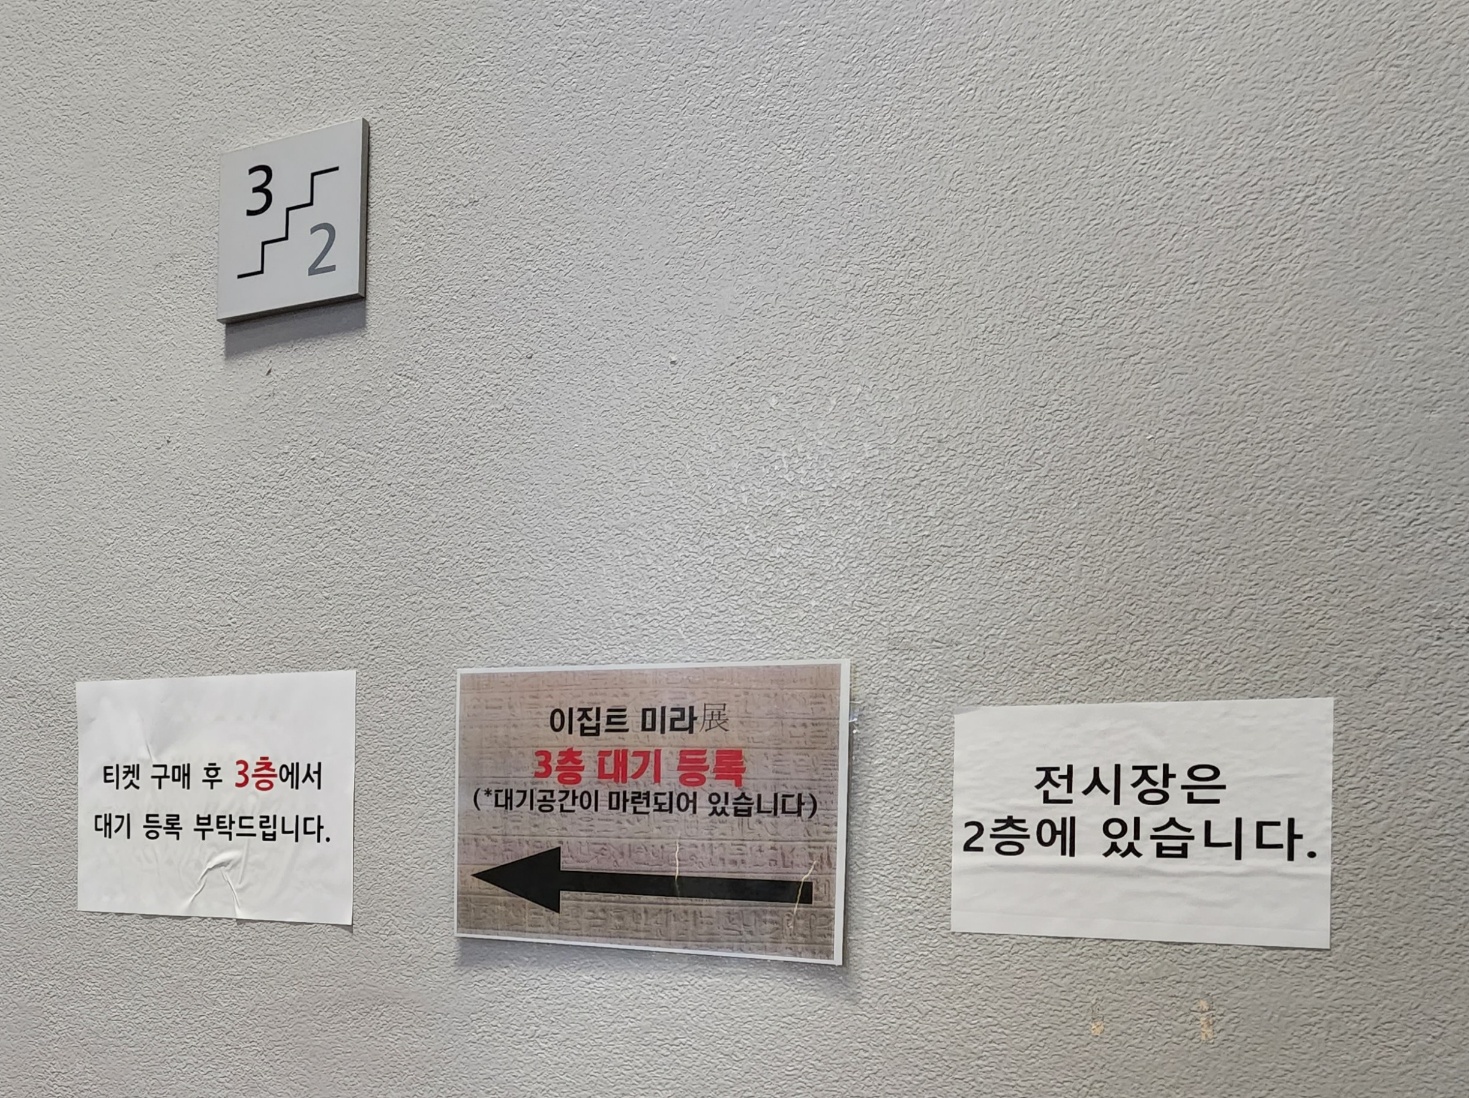 3
2
티켓 구매 후 3층에서
대기 등록 부탁드립니다.
이집트 미라展
3층 대기 등록
(*대기공간이 마련되어 있습니다)
전시장은
2층에 있습니다.